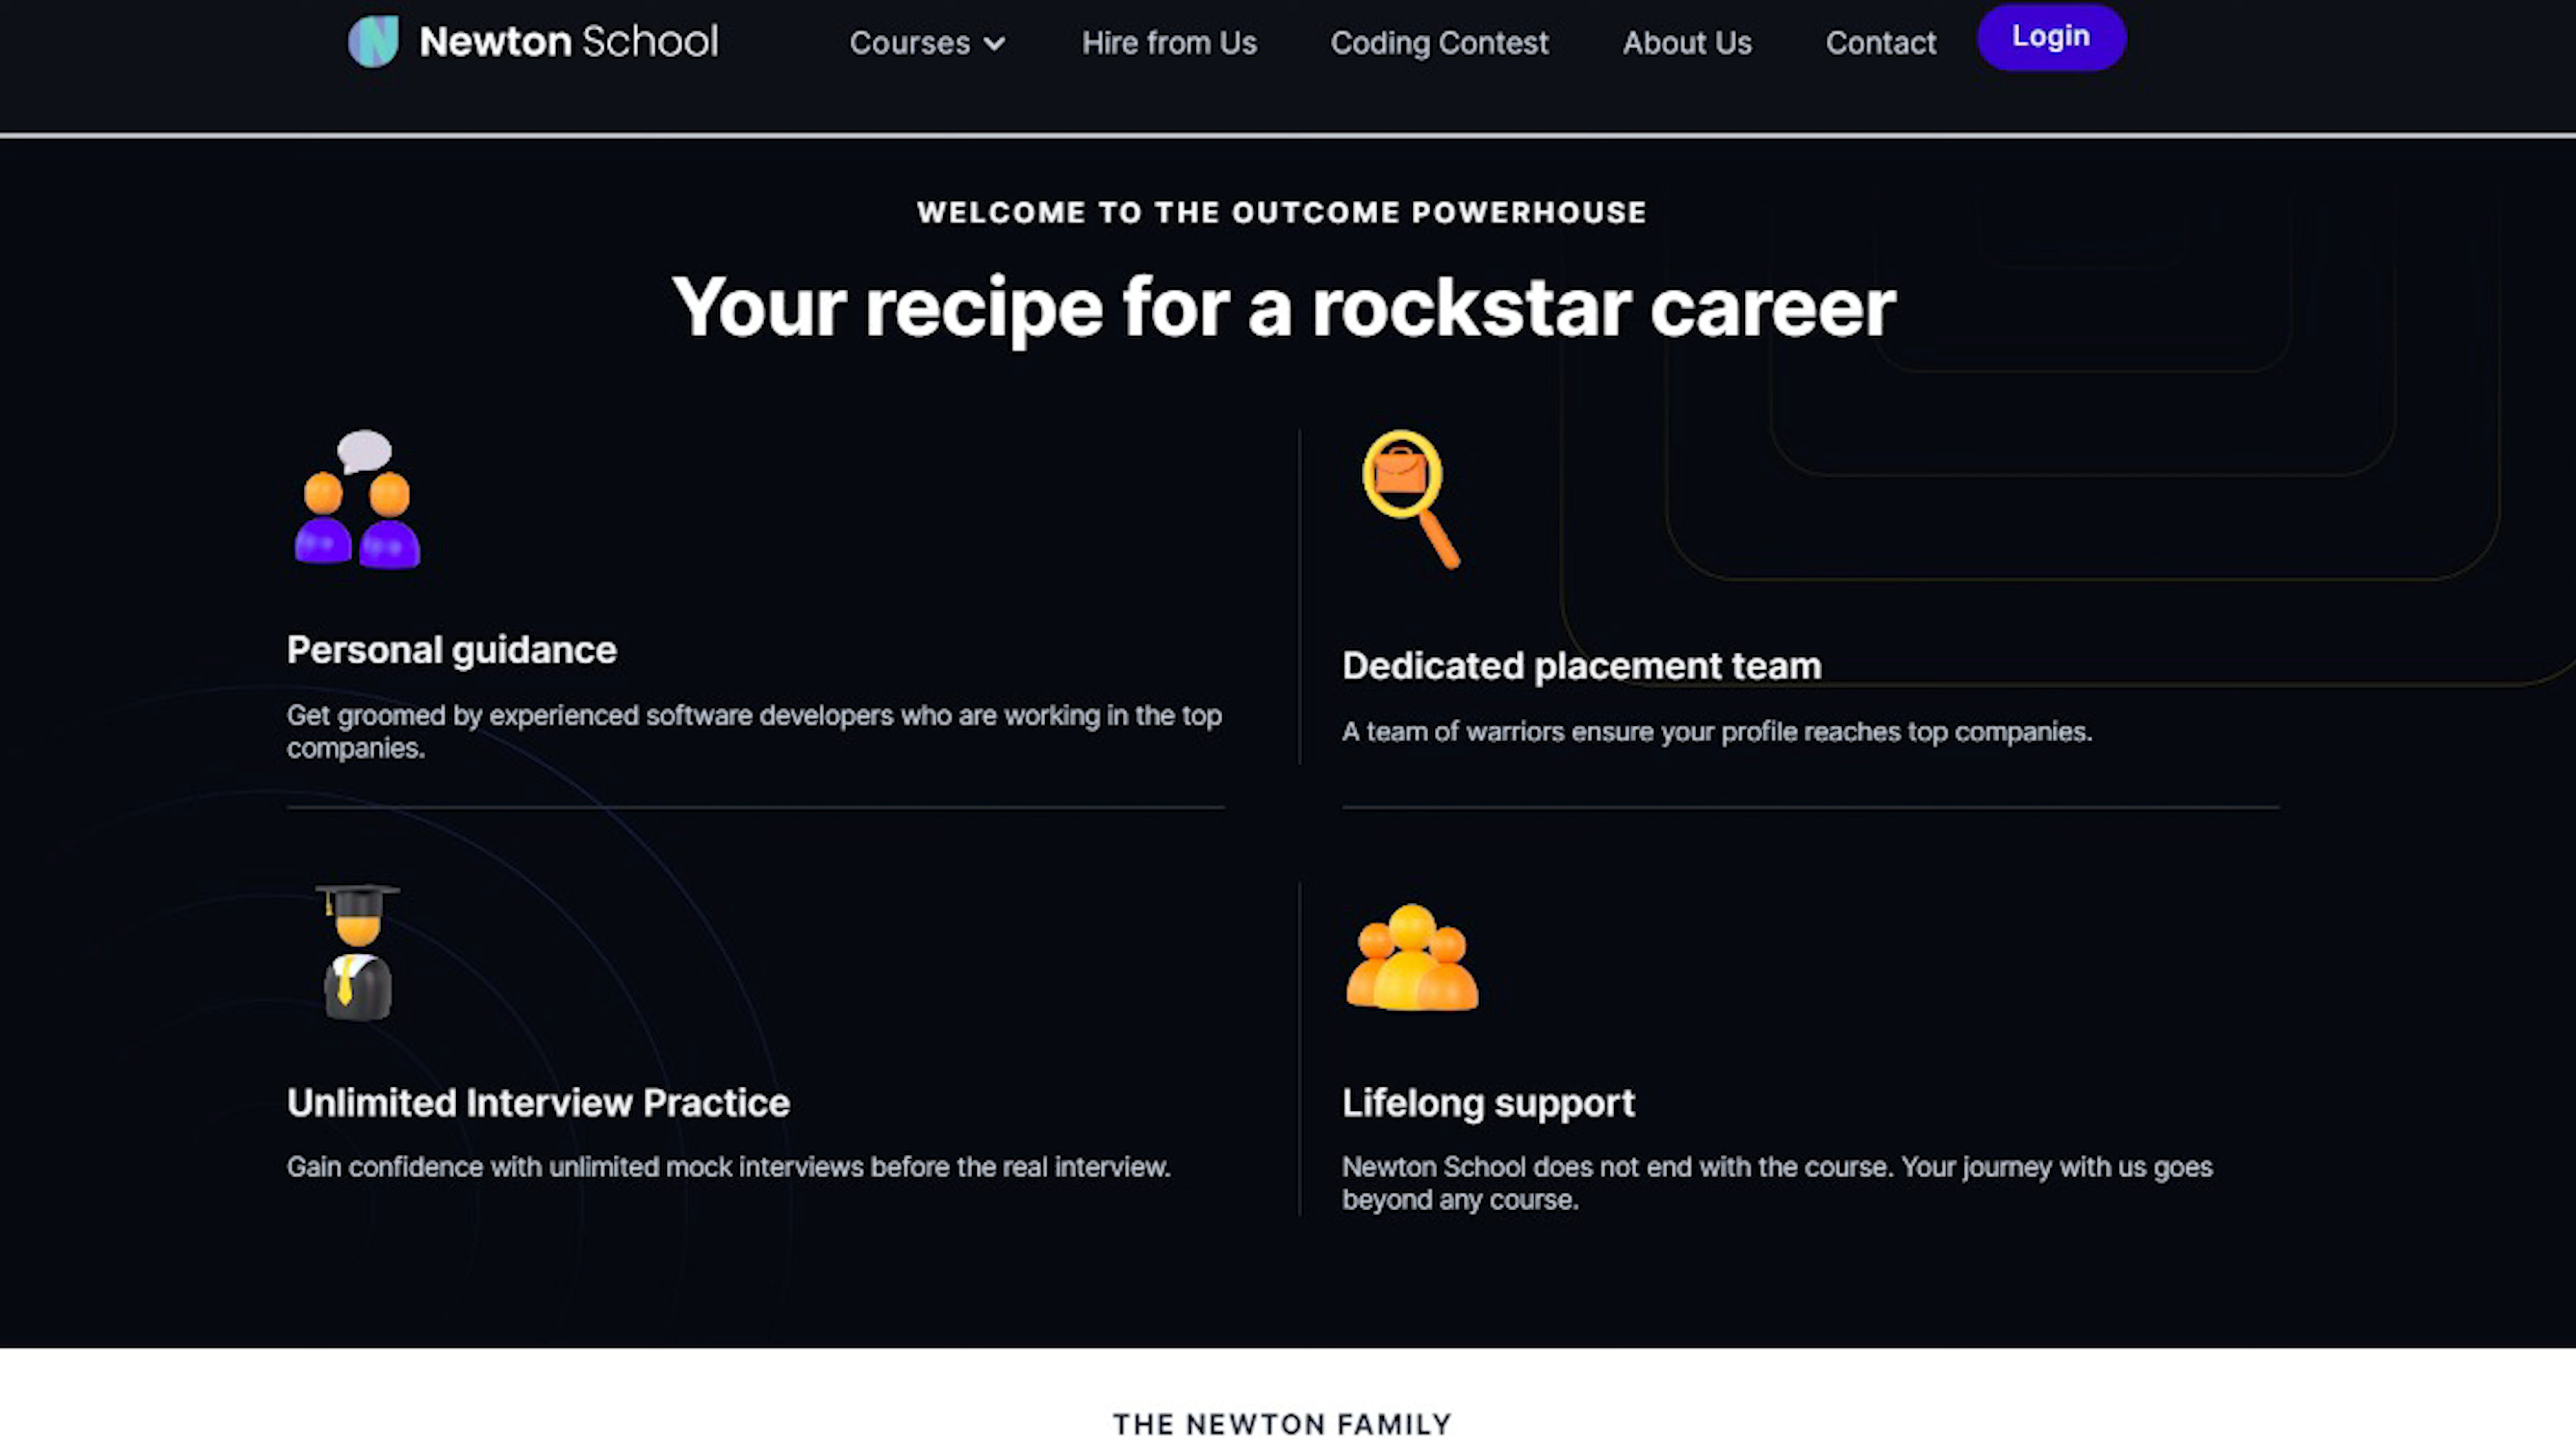 Newton School
Courses
Hire from Us
Coding Contest
About Us
Contact
Login
WELCOME TO THE OUTCOME POWERHOUSE
Your recipe for a rockstar career
Personal guidance
Get groomed by experienced software developers who are working in the top
companies.
Dedicated placement team
A team of warriors ensure your profile reaches top companies.
Unlimited Interview Practice
Gain confidence with unlimited mock interviews before the real interview.
Lifelong support
Newton School does not end with the course. Your journey with us goes
beyond any course.
THE NEWTON FAMILY